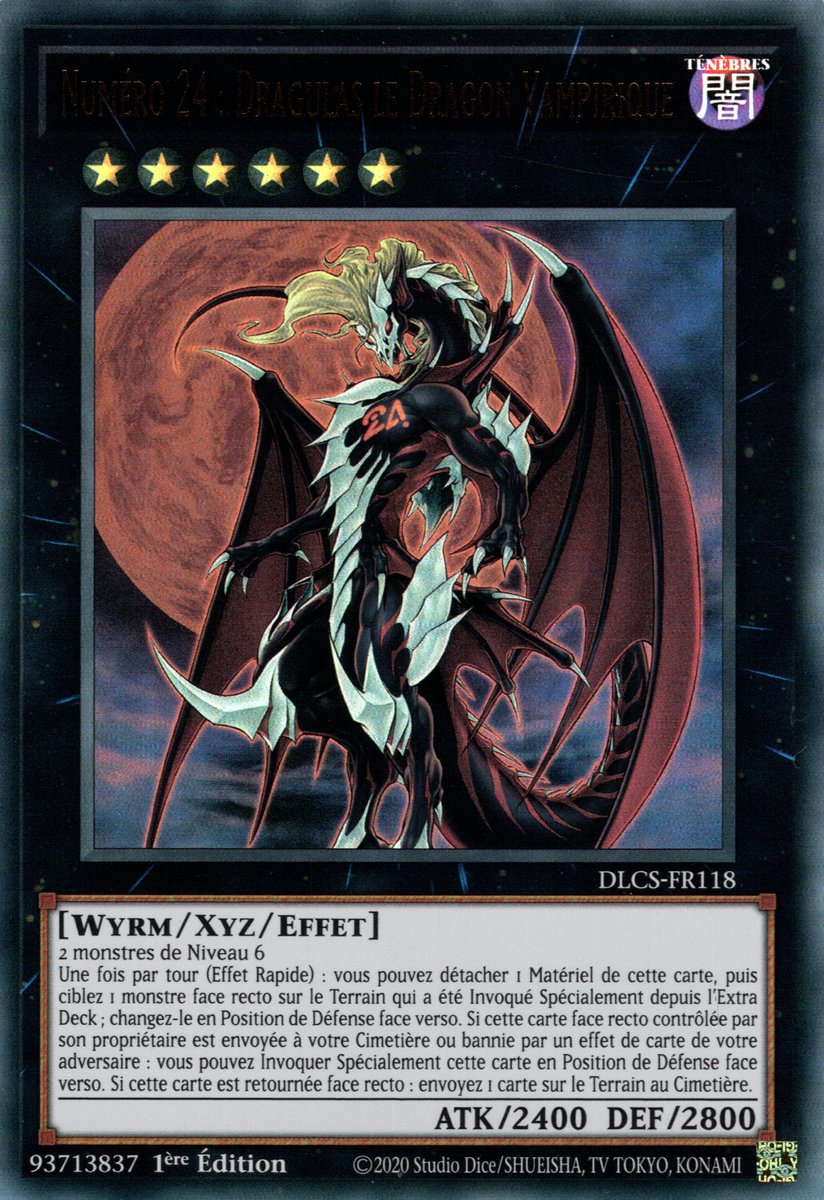 Numéro 24 : Dragulas le Dragon Vampirique
TÉNÈBRES
闇
24
DLCS-FR118
[Wyrm/Xyz/Effet]
2 monstres de Niveau 6
Une fois par tour (Effet Rapide) : vous pouvez détacher 1 Matériel de cette carte, puis
ciblez 1 monstre face recto sur le Terrain qui a été Invoqué Spécialement depuis l'Extra
Deck ; changez-le en Position de Défense face verso. Si cette carte face recto contrôlée par
son propriétaire est envoyée à votre Cimetière ou bannie par un effet de carte de votre
adversaire : vous pouvez Invoquer Spécialement cette carte en Position de Défense face
verso. Si cette carte est retournée face recto : envoyez 1 carte sur le Terrain au Cimetière.
ATK/2400 DEF/2800
93713837 1ère Édition
©2020 Studio Dice/SHUEISHA, TV TOKYO, KONAMI